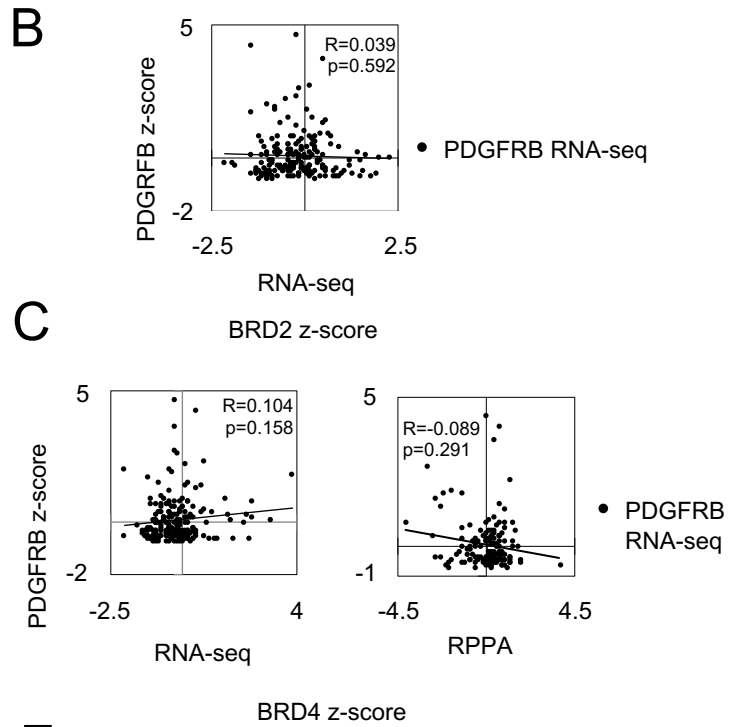 B
5
R=0.039
p=0.592
PDGRFB z-score
PDGFRB RNA-seq
-2
-2.5
2.5
RNA-seq
BRD2 z-score
C
5
R=0.104
p=0.158
PDGFRB z-score
-2
-2.5
4
RNA-seq
5
R=-0.089
p=0.291
PDGFRB
RNA-seq
-1
-4.5
4.5
RPPA
BRD4 z-score